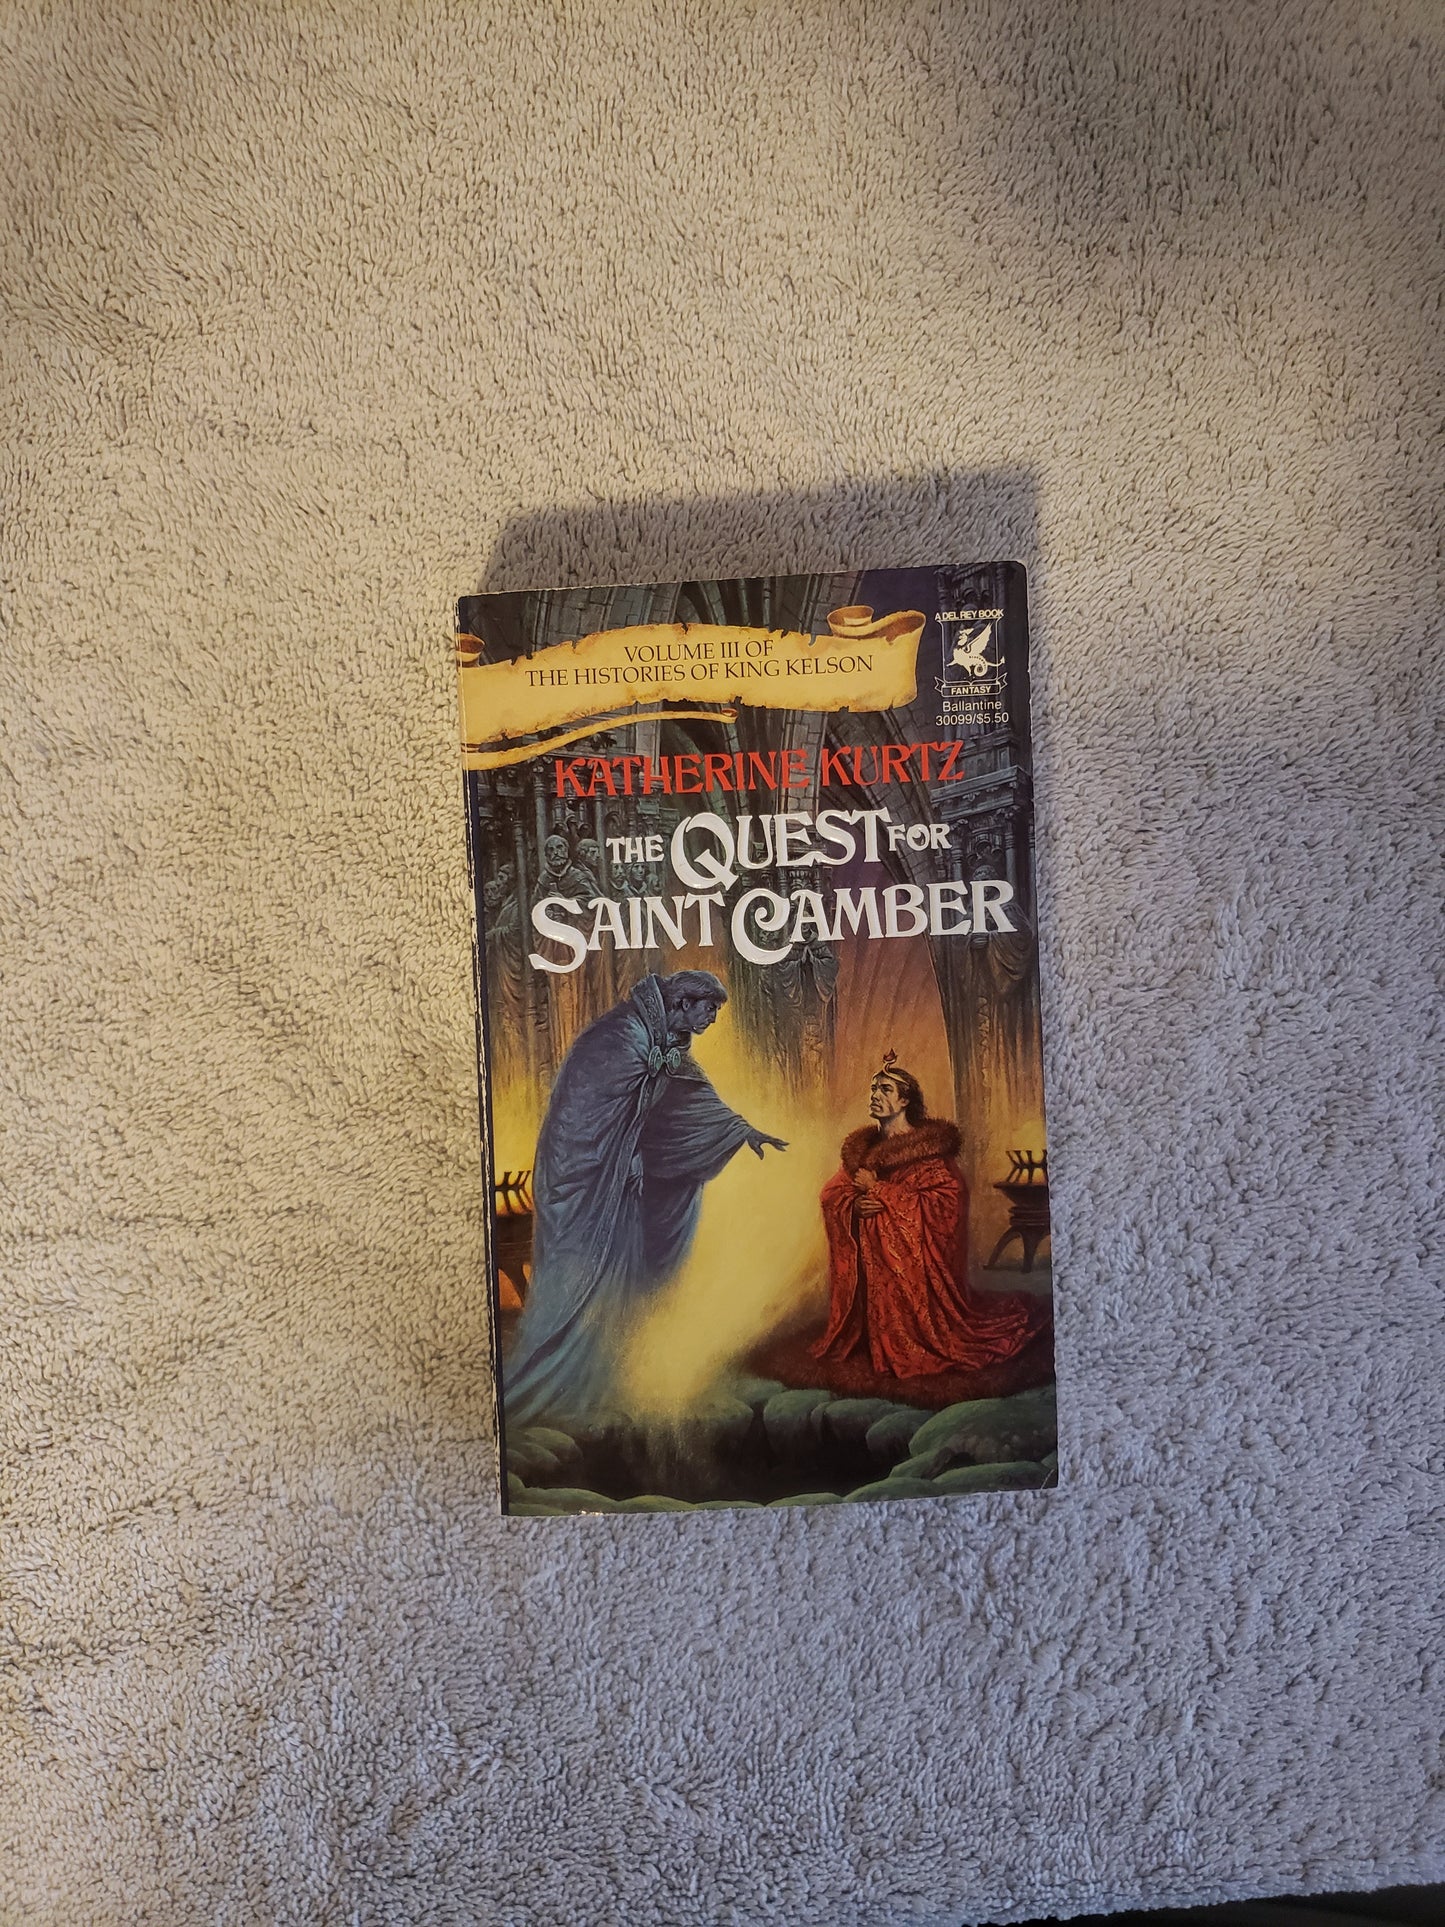 VOLUME III OF
THE HISTORIES OF KING KELSON
A DEL REY BOOK
FANTASY
Ballantine
30099/$5.50
KATHERINE KURTZ
THE QUEST FOR
SAINT CAMBER